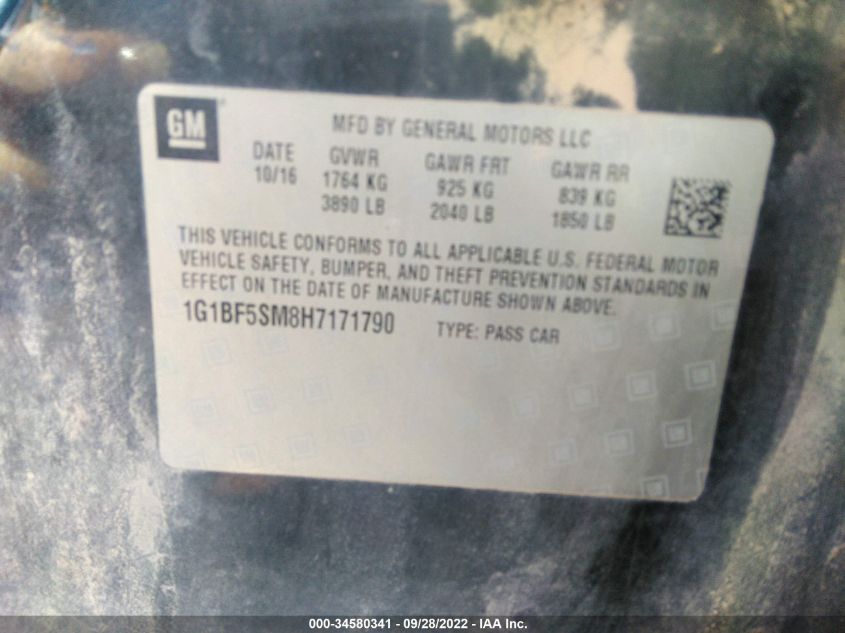 GM
MFD BY GENERAL MOTORS LLC
DATE GVWR GAWR FRT GAWR RR
10/16 1764 KG 925 KG 839 KG
3890 LB 2040 LB 1850 LB
THIS VEHICLE CONFORMS TO ALL APPLICABLE U.S. FEDERAL MOTOR
VEHICLE SAFETY, BUMPER, AND THEFT PREVENTION STANDARDS IN
EFFECT ON THE DATE OF MANUFACTURE SHOWN ABOVE.
1G1BF5SM8H7171790 TYPE: PASS CAR
000-34580341 - 09/28/2022 - IAA Inc.